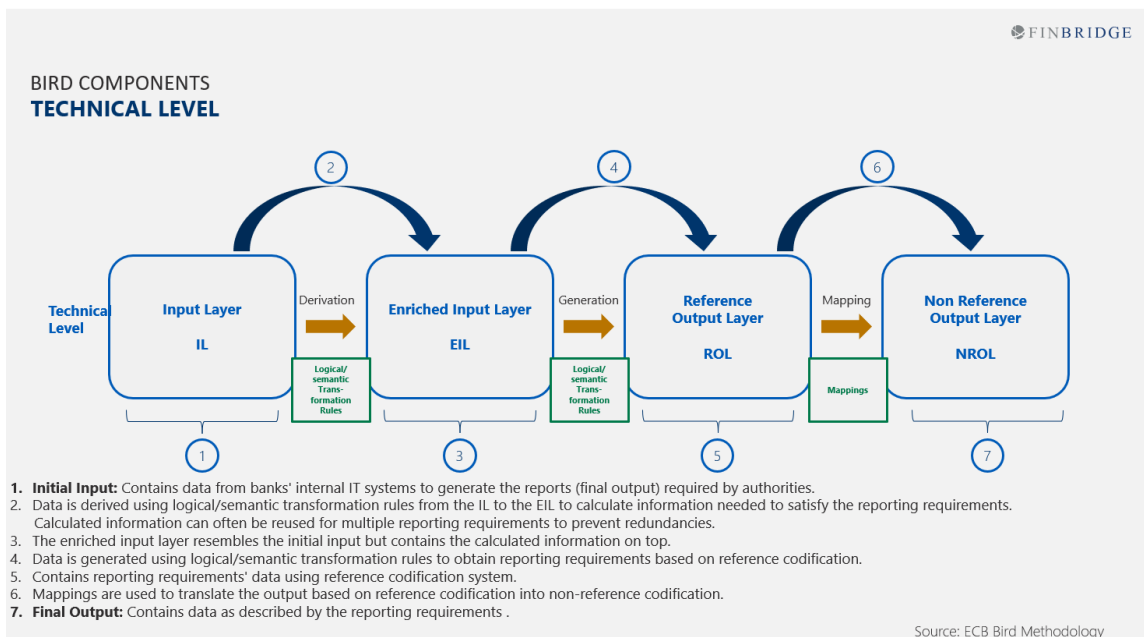 FINBRIDGE
BIRD COMPONENTS
TECHNICAL LEVEL
2
4
6
Technical
Level
Input Layer
IL
Derivation
Logical/
semantic
Trans-
formation
Rules
Enriched Input Layer
EIL
Generation
Logical/
semantic
Trans-
formation
Rules
Reference
Output Layer
ROL
Mapping
Mappings
Non Reference
Output Layer
NROL
1
3
5
7
1. Initial Input: Contains data from banks' internal IT systems to generate the reports (final output) required by authorities.
2. Data is derived using logical/semantic transformation rules from the IL to the EIL to calculate information needed to satisfy the reporting requirements.
Calculated information can often be reused for multiple reporting requirements to prevent redundancies.
3. The enriched input layer resembles the initial input but contains the calculated information on top.
4. Data is generated using logical/semantic transformation rules to obtain reporting requirements based on reference codification.
5. Contains reporting requirements' data using reference codification system.
6. Mappings are used to translate the output based on reference codification into non-reference codification.
7. Final Output: Contains data as described by the reporting requirements .
Source: ECB Bird Methodology